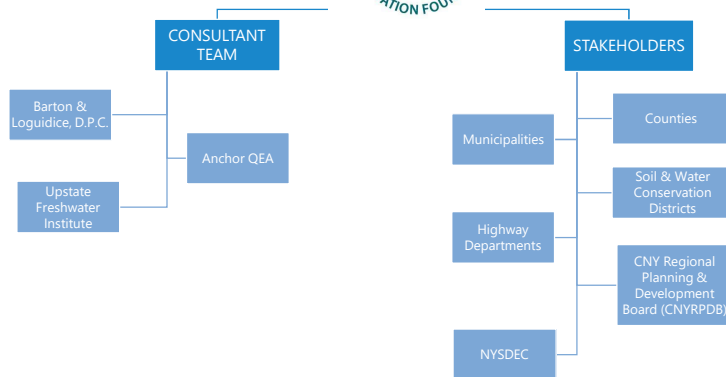 ATION FOU
CONSULTANT
TEAM
Barton &
Loguidice, D.P.C.
Anchor QEA
Upstate
Freshwater
Institute
STAKEHOLDERS
Municipalities
Counties
Soil & Water
Conservation
Districts
Highway
Departments
CNY Regional
Planning &
Development
Board (CNYRPDB)
NYSDEC